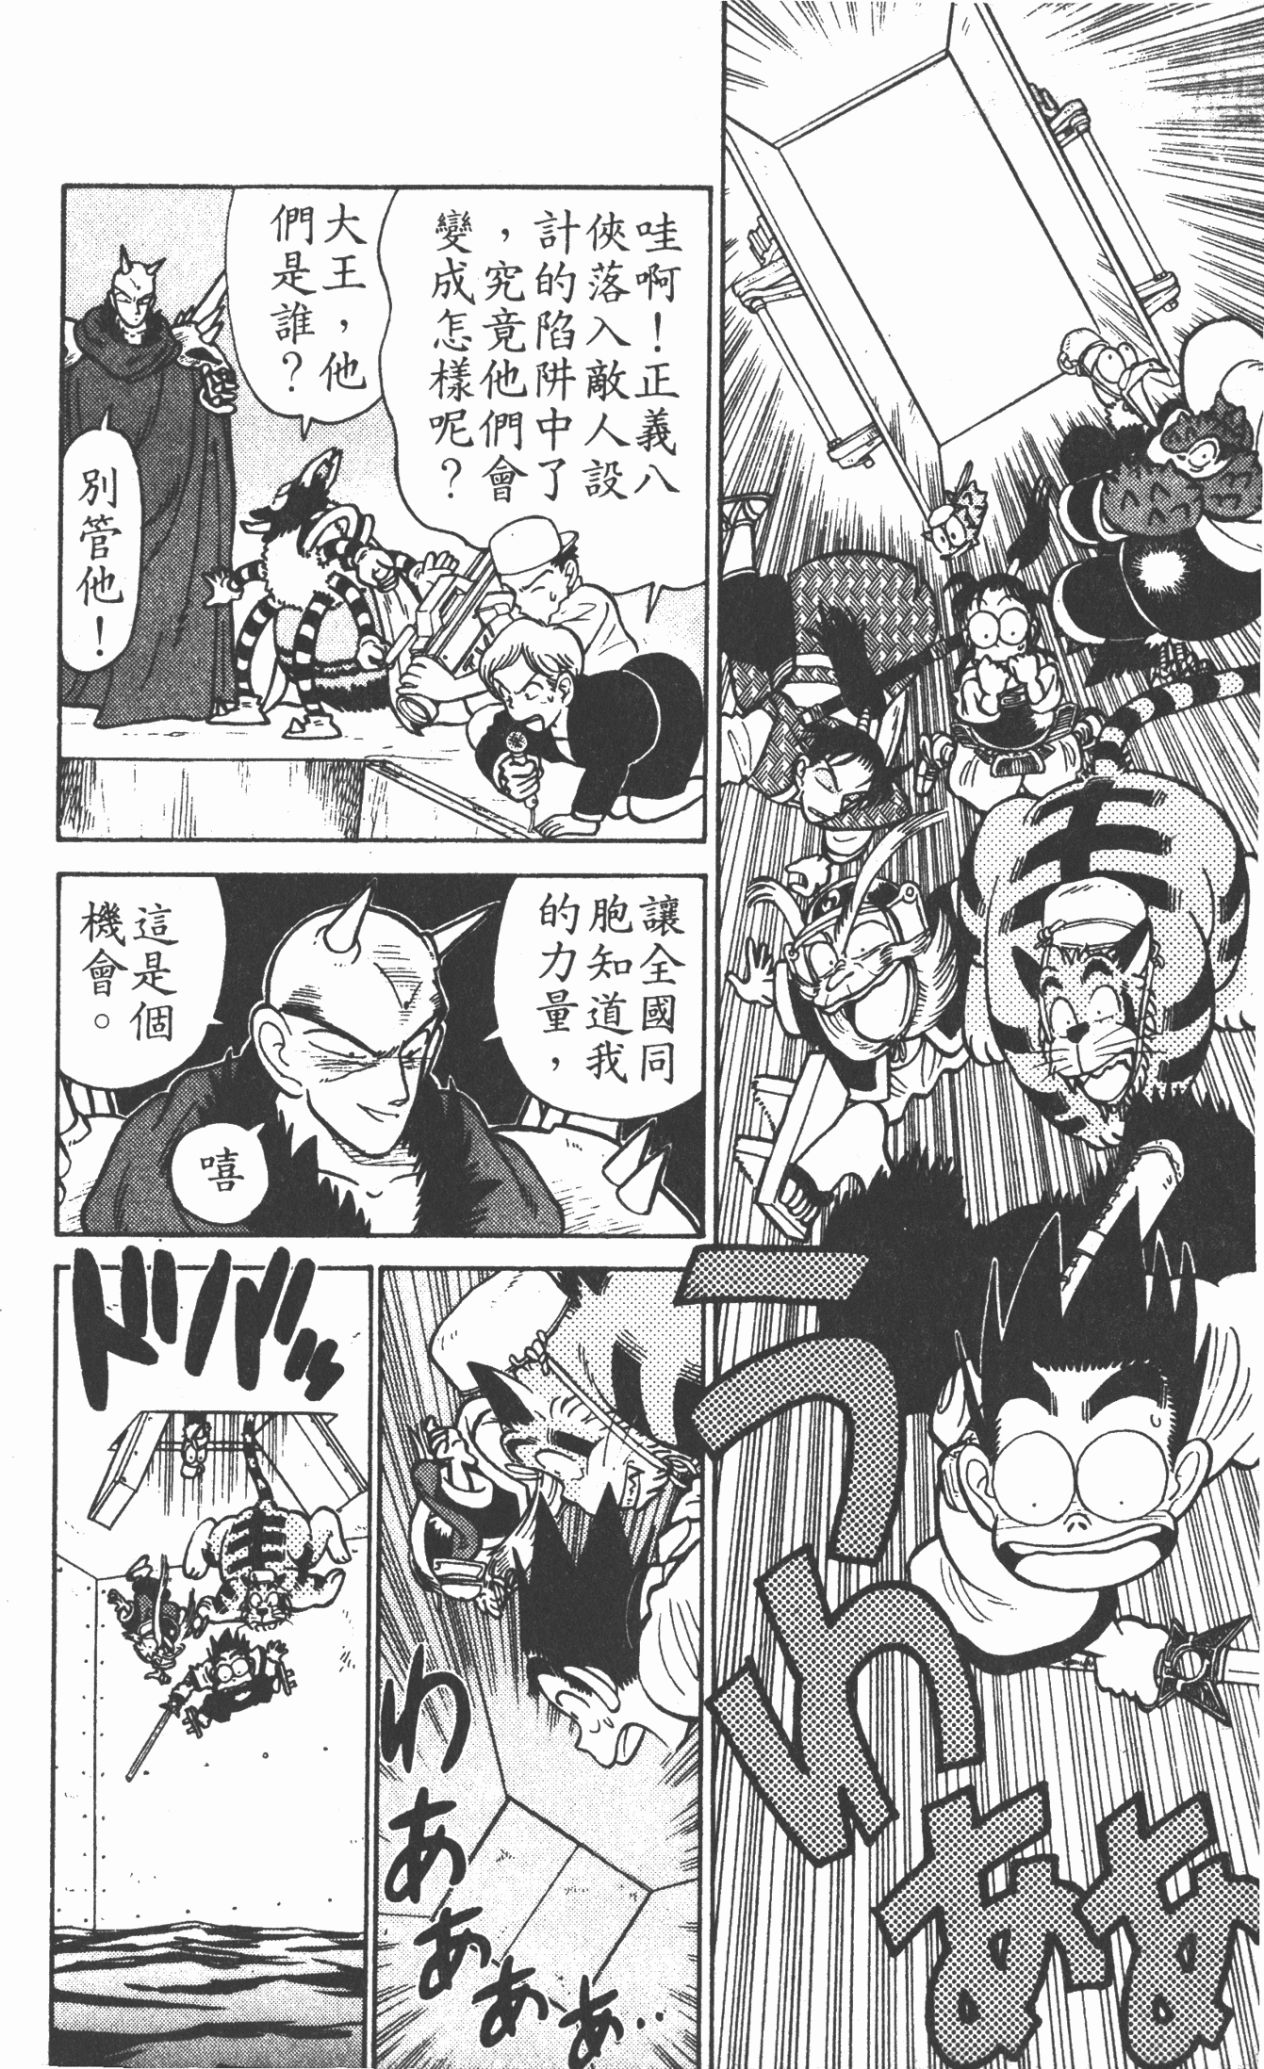 うわああ
哇啊！正義八
俠落入敵人設
計的陷阱中了
，究竟他們會
變成怎樣呢？
大王，他
們是誰？
別管他！
讓全國同
胞知道我
的力量，
這是個
機會。
嘻
わああああ‥
ドババッ